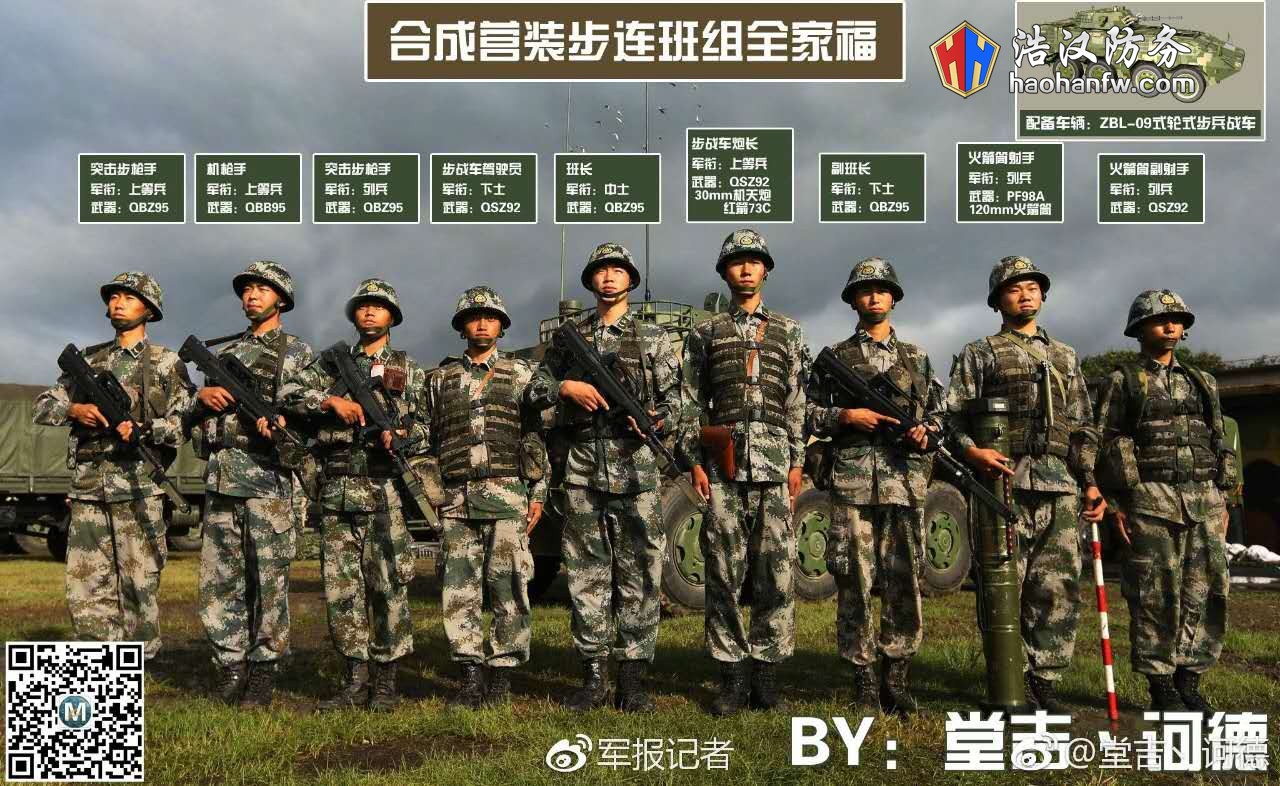 合成营装步连班组全家福
浩汉防务
haohanfw.com
配备车辆：ZBL-09式轮式步兵战车
突击步枪手
军衔：上等兵
武器：QBZ95
机枪手
军衔：上等兵
武器：QBB95
突击步枪手
军衔：列兵
武器：QBZ95
步战车驾驶员
军衔：下士
武器：QSZ92
班长
军衔：中士
武器：QBZ95
步战车炮长
军衔：上等兵
武器：QSZ92
30mm机关炮
红箭73C
副班长
军衔：下士
武器：QBZ95
火箭筒射手
军衔：列兵
武器：PF98A
120mm火箭筒
火箭筒副射手
军衔：列兵
武器：QSZ92
M
军报记者
BY：堂吉丶诃德
@堂吉丶诃德